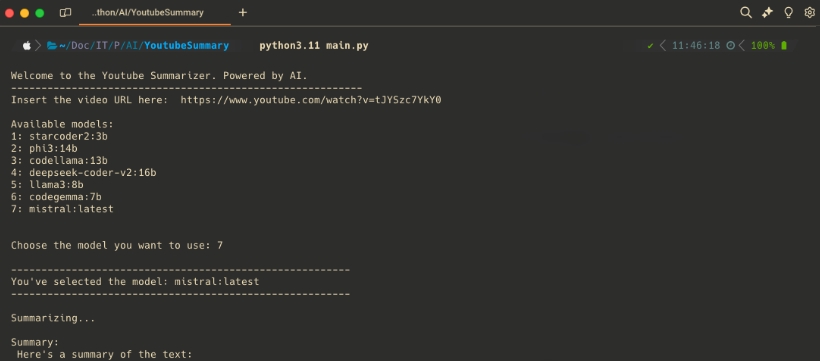 ..thon/AI/YoutubeSummary +
~/Doc/IT/P/AI/YoutubeSummary python3.11 main.py ✔ 11:46:18 100%
Welcome to the Youtube Summarizer. Powered by AI.
-----------------------------------------------------------
Insert the video URL here:  https://www.youtube.com/watch?v=tJYSzc7YkY0
Available models:
1: starcoder2:3b
2: phi3:14b
3: codellama:13b
4: deepseek-coder-v2:16b
5: llama3:8b
6: codegemma:7b
7: mistral:latest
Choose the model you want to use: 7
---------------------------------------------------------
You've selected the model: mistral:latest
---------------------------------------------------------
Summarizing...
Summary:
Here's a summary of the text: